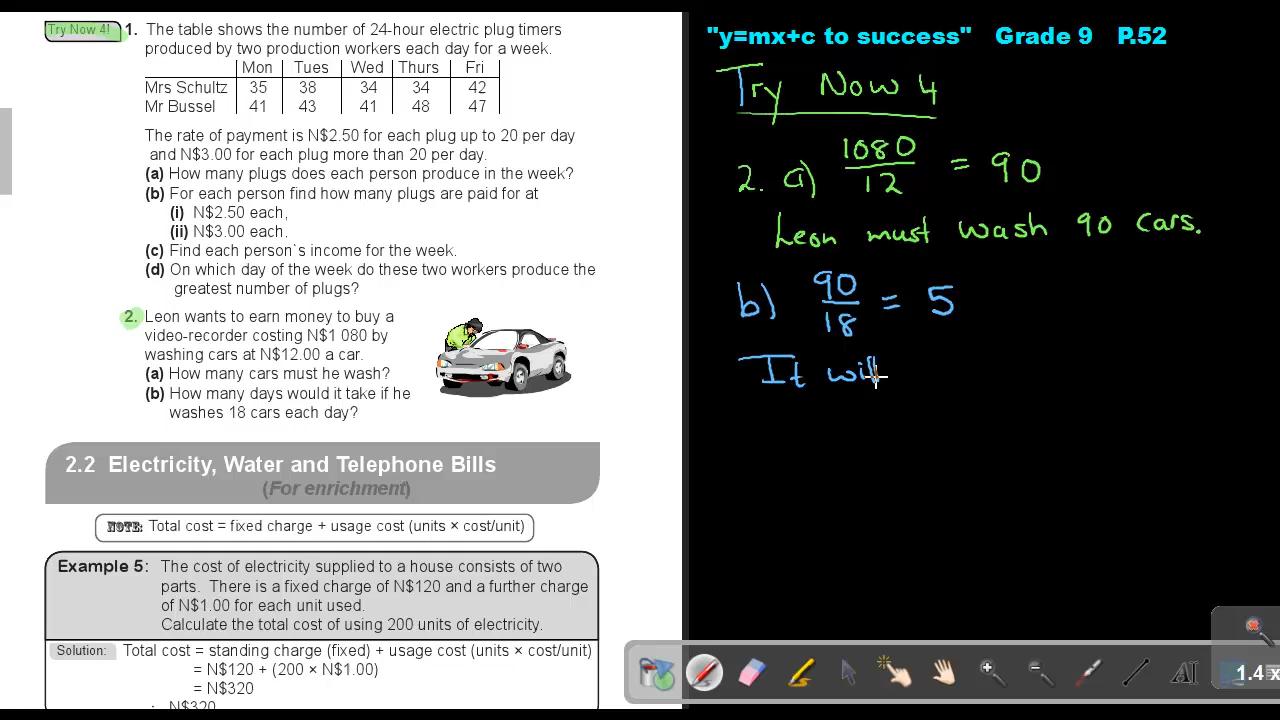 Try Now 4! 1. The table shows the number of 24-hour electric plug timers
produced by two production workers each day for a week.
Mon Tues Wed Thurs Fri
Mrs Schultz 35 38 34 34 42
Mr Bussel 41 43 41 48 47
The rate of payment is N$2.50 for each plug up to 20 per day
and N$3.00 for each plug more than 20 per day.
(a) How many plugs does each person produce in the week?
(b) For each person find how many plugs are paid for at
(i) N$2.50 each,
(ii) N$3.00 each.
(c) Find each person`s income for the week.
(d) On which day of the week do these two workers produce the
greatest number of plugs?
2. Leon wants to earn money to buy a
video-recorder costing N$1 080 by
washing cars at N$12.00 a car.
(a) How many cars must he wash?
(b) How many days would it take if he
washes 18 cars each day?
2.2 Electricity, Water and Telephone Bills
(For enrichment)
NOTE: Total cost = fixed charge + usage cost (units × cost/unit)
Example 5: The cost of electricity supplied to a house consists of two
parts. There is a fixed charge of N$120 and a further charge
of N$1.00 for each unit used.
Calculate the total cost of using 200 units of electricity.
Solution: Total cost = standing charge (fixed) + usage cost (units × cost/unit)
= N$120 + (200 × N$1.00)
= N$320
∴ N$320
"y=mx+c to success" Grade 9 P.52
Try Now 4
2. a) 1080/12 = 90
Leon must wash 90 cars.
b) 90/18 = 5
It will
AI
1.4 x